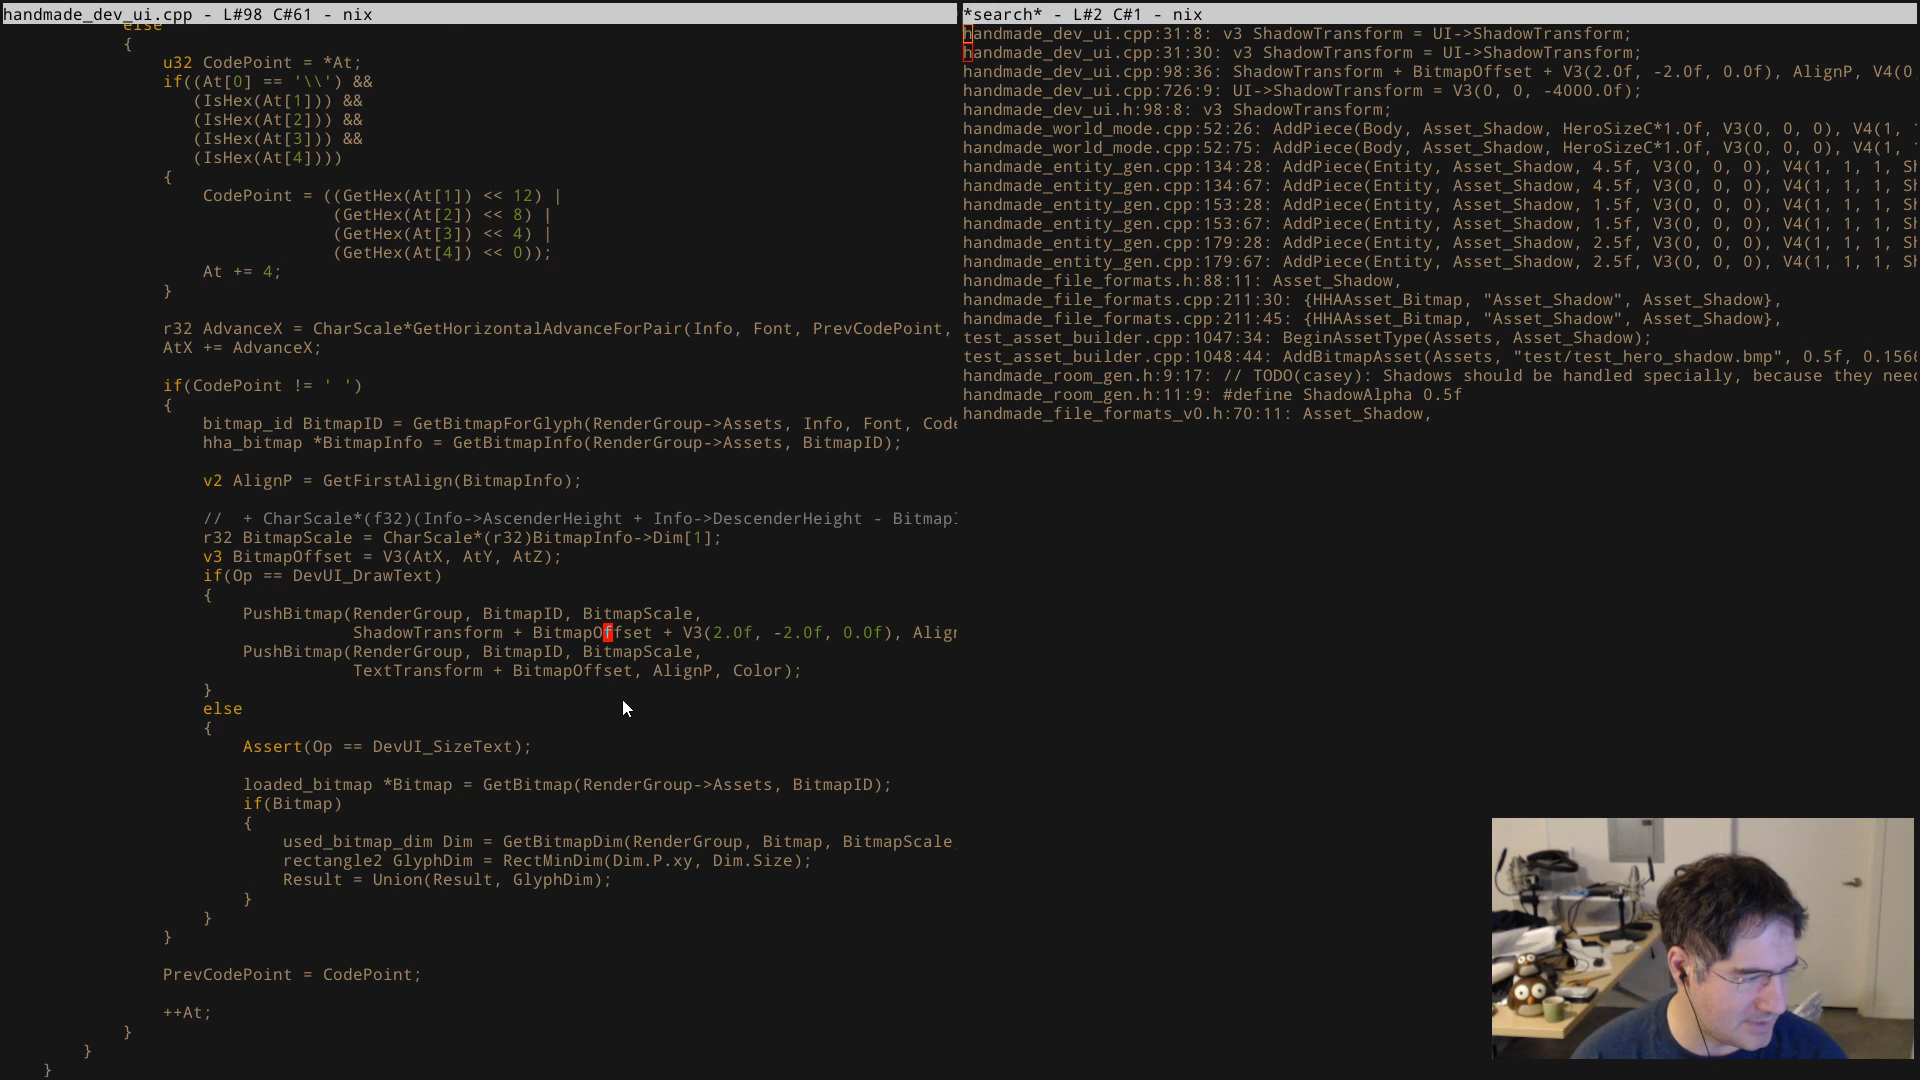 handmade_dev_ui.cpp - L#98 C#61 - nix
else
{
u32 CodePoint = *At;
if((At[0] == '\\') &&
(IsHex(At[1])) &&
(IsHex(At[2])) &&
(IsHex(At[3])) &&
(IsHex(At[4])))
{
CodePoint = ((GetHex(At[1]) << 12) |
(GetHex(At[2]) << 8) |
(GetHex(At[3]) << 4) |
(GetHex(At[4]) << 0));
At += 4;
}
r32 AdvanceX = CharScale*GetHorizontalAdvanceForPair(Info, Font, PrevCodePoint,
AtX += AdvanceX;
if(CodePoint != ' ')
{
bitmap_id BitmapID = GetBitmapForGlyph(RenderGroup->Assets, Info, Font, Code
hha_bitmap *BitmapInfo = GetBitmapInfo(RenderGroup->Assets, BitmapID);
v2 AlignP = GetFirstAlign(BitmapInfo);
//  + CharScale*(f32)(Info->AscenderHeight + Info->DescenderHeight - BitmapI
r32 BitmapScale = CharScale*(r32)BitmapInfo->Dim[1];
v3 BitmapOffset = V3(AtX, AtY, AtZ);
if(Op == DevUI_DrawText)
{
PushBitmap(RenderGroup, BitmapID, BitmapScale,
ShadowTransform + BitmapOffset + V3(2.0f, -2.0f, 0.0f), Align
PushBitmap(RenderGroup, BitmapID, BitmapScale,
TextTransform + BitmapOffset, AlignP, Color);
}
else
{
Assert(Op == DevUI_SizeText);
loaded_bitmap *Bitmap = GetBitmap(RenderGroup->Assets, BitmapID);
if(Bitmap)
{
used_bitmap_dim Dim = GetBitmapDim(RenderGroup, Bitmap, BitmapScale,
rectangle2 GlyphDim = RectMinDim(Dim.P.xy, Dim.Size);
Result = Union(Result, GlyphDim);
}
}
}
PrevCodePoint = CodePoint;
++At;
}
}
}
*search* - L#2 C#1 - nix
handmade_dev_ui.cpp:31:8: v3 ShadowTransform = UI->ShadowTransform;
handmade_dev_ui.cpp:31:30: v3 ShadowTransform = UI->ShadowTransform;
handmade_dev_ui.cpp:98:36: ShadowTransform + BitmapOffset + V3(2.0f, -2.0f, 0.0f), AlignP, V4(0,
handmade_dev_ui.cpp:726:9: UI->ShadowTransform = V3(0, 0, -4000.0f);
handmade_dev_ui.h:98:8: v3 ShadowTransform;
handmade_world_mode.cpp:52:26: AddPiece(Body, Asset_Shadow, HeroSizeC*1.0f, V3(0, 0, 0), V4(1, 
handmade_world_mode.cpp:52:75: AddPiece(Body, Asset_Shadow, HeroSizeC*1.0f, V3(0, 0, 0), V4(1, 
handmade_entity_gen.cpp:134:28: AddPiece(Entity, Asset_Shadow, 4.5f, V3(0, 0, 0), V4(1, 1, 1, Sh
handmade_entity_gen.cpp:134:67: AddPiece(Entity, Asset_Shadow, 4.5f, V3(0, 0, 0), V4(1, 1, 1, Sh
handmade_entity_gen.cpp:153:28: AddPiece(Entity, Asset_Shadow, 1.5f, V3(0, 0, 0), V4(1, 1, 1, Sh
handmade_entity_gen.cpp:153:67: AddPiece(Entity, Asset_Shadow, 1.5f, V3(0, 0, 0), V4(1, 1, 1, Sh
handmade_entity_gen.cpp:179:28: AddPiece(Entity, Asset_Shadow, 2.5f, V3(0, 0, 0), V4(1, 1, 1, Sh
handmade_entity_gen.cpp:179:67: AddPiece(Entity, Asset_Shadow, 2.5f, V3(0, 0, 0), V4(1, 1, 1, Sh
handmade_file_formats.h:88:11: Asset_Shadow,
handmade_file_formats.cpp:211:30: {HHAAsset_Bitmap, "Asset_Shadow", Asset_Shadow},
handmade_file_formats.cpp:211:45: {HHAAsset_Bitmap, "Asset_Shadow", Asset_Shadow},
test_asset_builder.cpp:1047:34: BeginAssetType(Assets, Asset_Shadow);
test_asset_builder.cpp:1048:44: AddBitmapAsset(Assets, "test/test_hero_shadow.bmp", 0.5f, 0.1566
handmade_room_gen.h:9:17: // TODO(casey): Shadows should be handled specially, because they need
handmade_room_gen.h:11:9: #define ShadowAlpha 0.5f
handmade_file_formats_v0.h:70:11: Asset_Shadow,